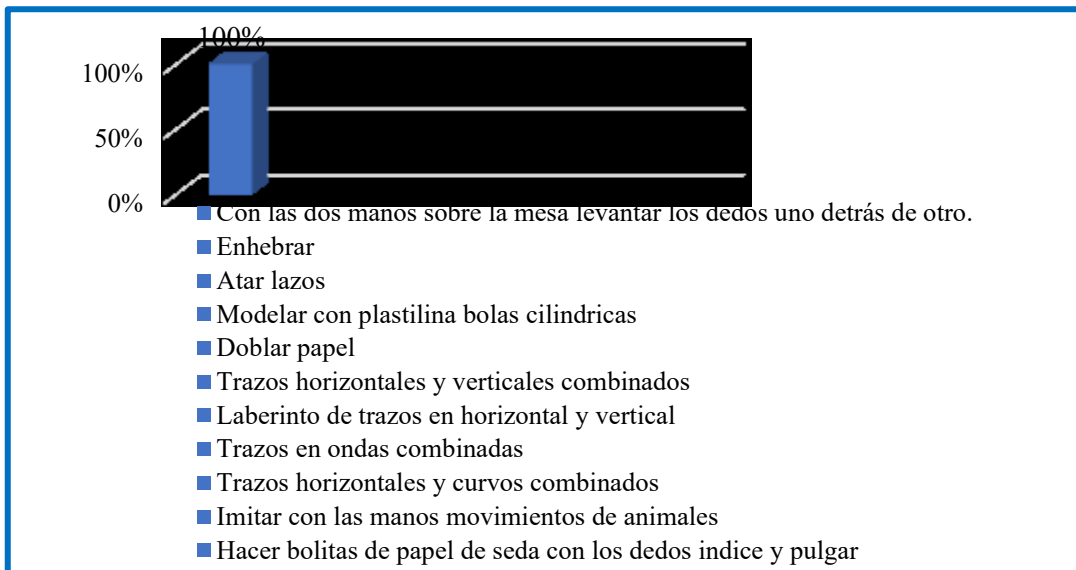 100%
100%
50%
0%
Con las dos manos sobre la mesa levantar los dedos uno detrás de otro.
Enhebrar
Atar lazos
Modelar con plastilina bolas cilindricas
Doblar papel
Trazos horizontales y verticales combinados
Laberinto de trazos en horizontal y vertical
Trazos en ondas combinadas
Trazos horizontales y curvos combinados
Imitar con las manos movimientos de animales
Hacer bolitas de papel de seda con los dedos indice y pulgar